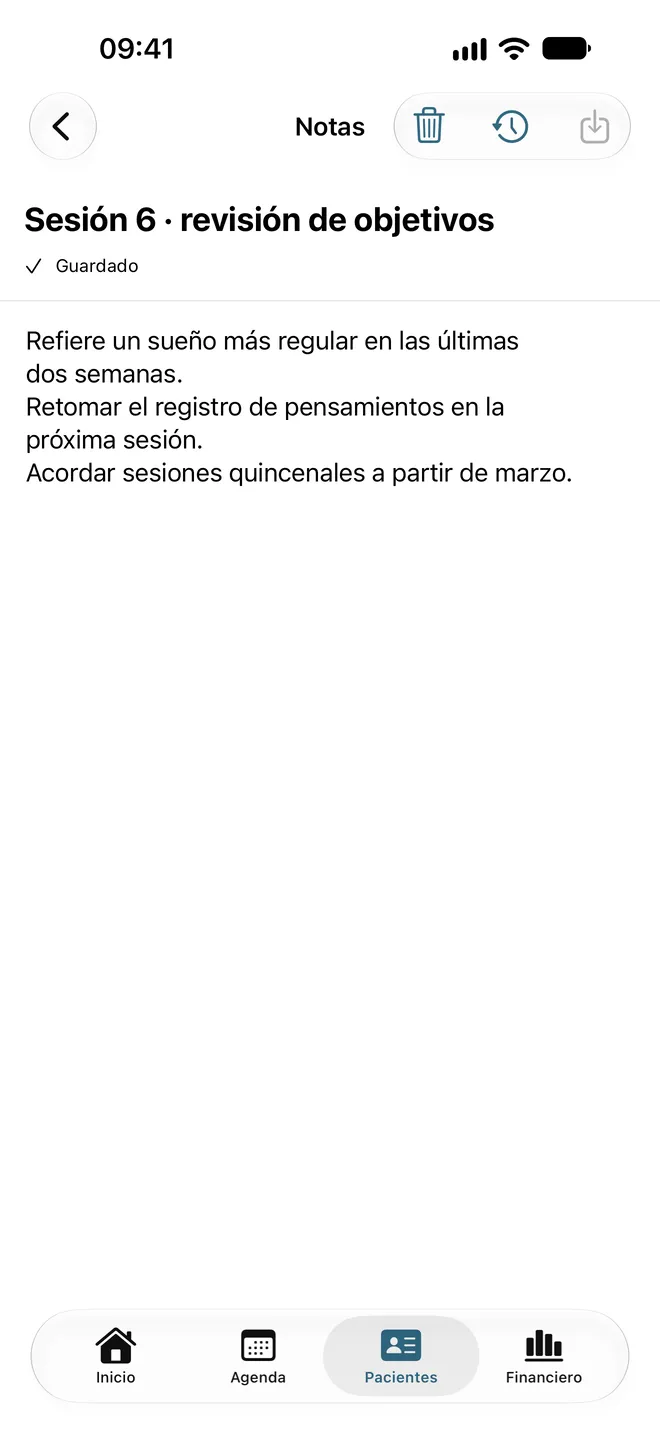 09:41
Notas
Sesión 6 · revisión de objetivos
Guardado
Refiere un sueño más regular en las últimas
dos semanas.
Retomar el registro de pensamientos en la
próxima sesión.
Acordar sesiones quincenales a partir de marzo.
Inicio
Agenda
Pacientes
Financiero